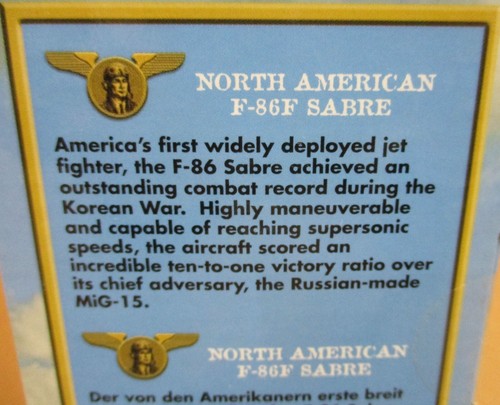 NORTH AMERICAN
F-86F SABRE
America's first widely deployed jet
fighter, the F-86 Sabre achieved an
outstanding combat record during the
Korean War. Highly maneuverable
and capable of reaching supersonic
speeds, the aircraft scored an
incredible ten-to-one victory ratio over
its chief adversary, the Russian-made
MiG-15.
NORTH AMERICAN
F-86F SABRE
Der von den Amerikanern erste breit